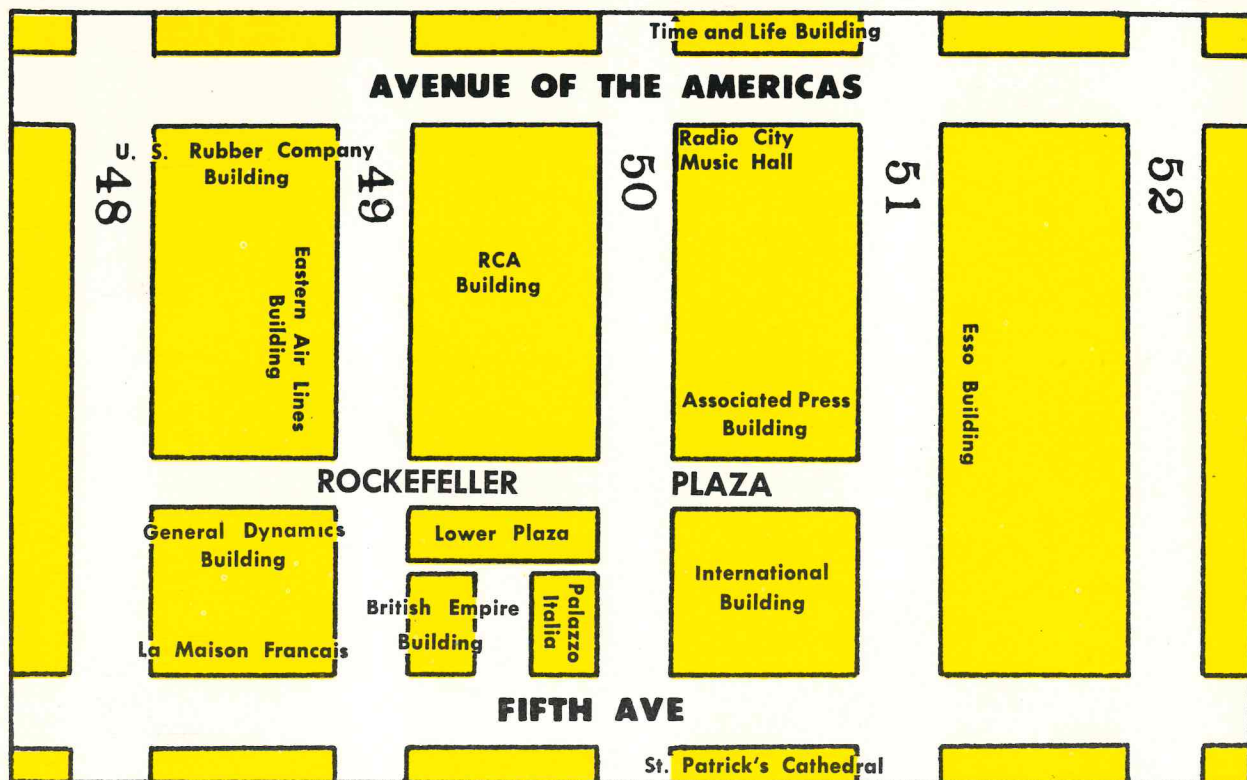 Time and Life Building
AVENUE OF THE AMERICAS
U. S. Rubber Company
Building
Radio City
Music Hall
48
49
50
51
52
Eastern Air Lines
Building
RCA
Building
Esso Building
Associated Press
Building
ROCKEFELLER PLAZA
General Dynamics
Building
Lower Plaza
International
Building
British Empire
Building
Palazzo
Italia
La Maison Francais
FIFTH AVE
St. Patrick's Cathedral